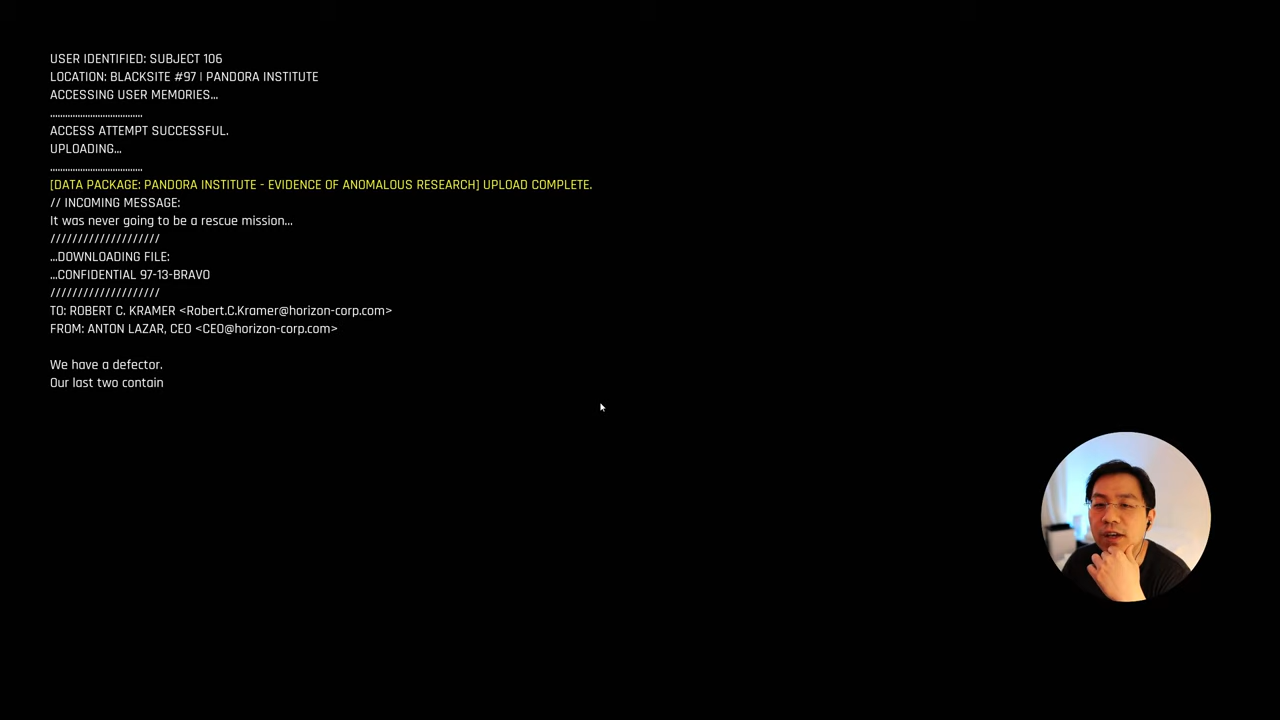 USER IDENTIFIED: SUBJECT 106
LOCATION: BLACKSITE #97 | PANDORA INSTITUTE
ACCESSING USER MEMORIES...
.....................................
ACCESS ATTEMPT SUCCESSFUL.
UPLOADING...
.....................................
[DATA PACKAGE: PANDORA INSTITUTE - EVIDENCE OF ANOMALOUS RESEARCH] UPLOAD COMPLETE.
// INCOMING MESSAGE:
It was never going to be a rescue mission...
////////////////////
...DOWNLOADING FILE:
...CONFIDENTIAL 97-13-BRAVO
////////////////////
TO: ROBERT C. KRAMER <Robert.C.Kramer@horizon-corp.com>
FROM: ANTON LAZAR, CEO <CEO@horizon-corp.com>
We have a defector.
Our last two contain